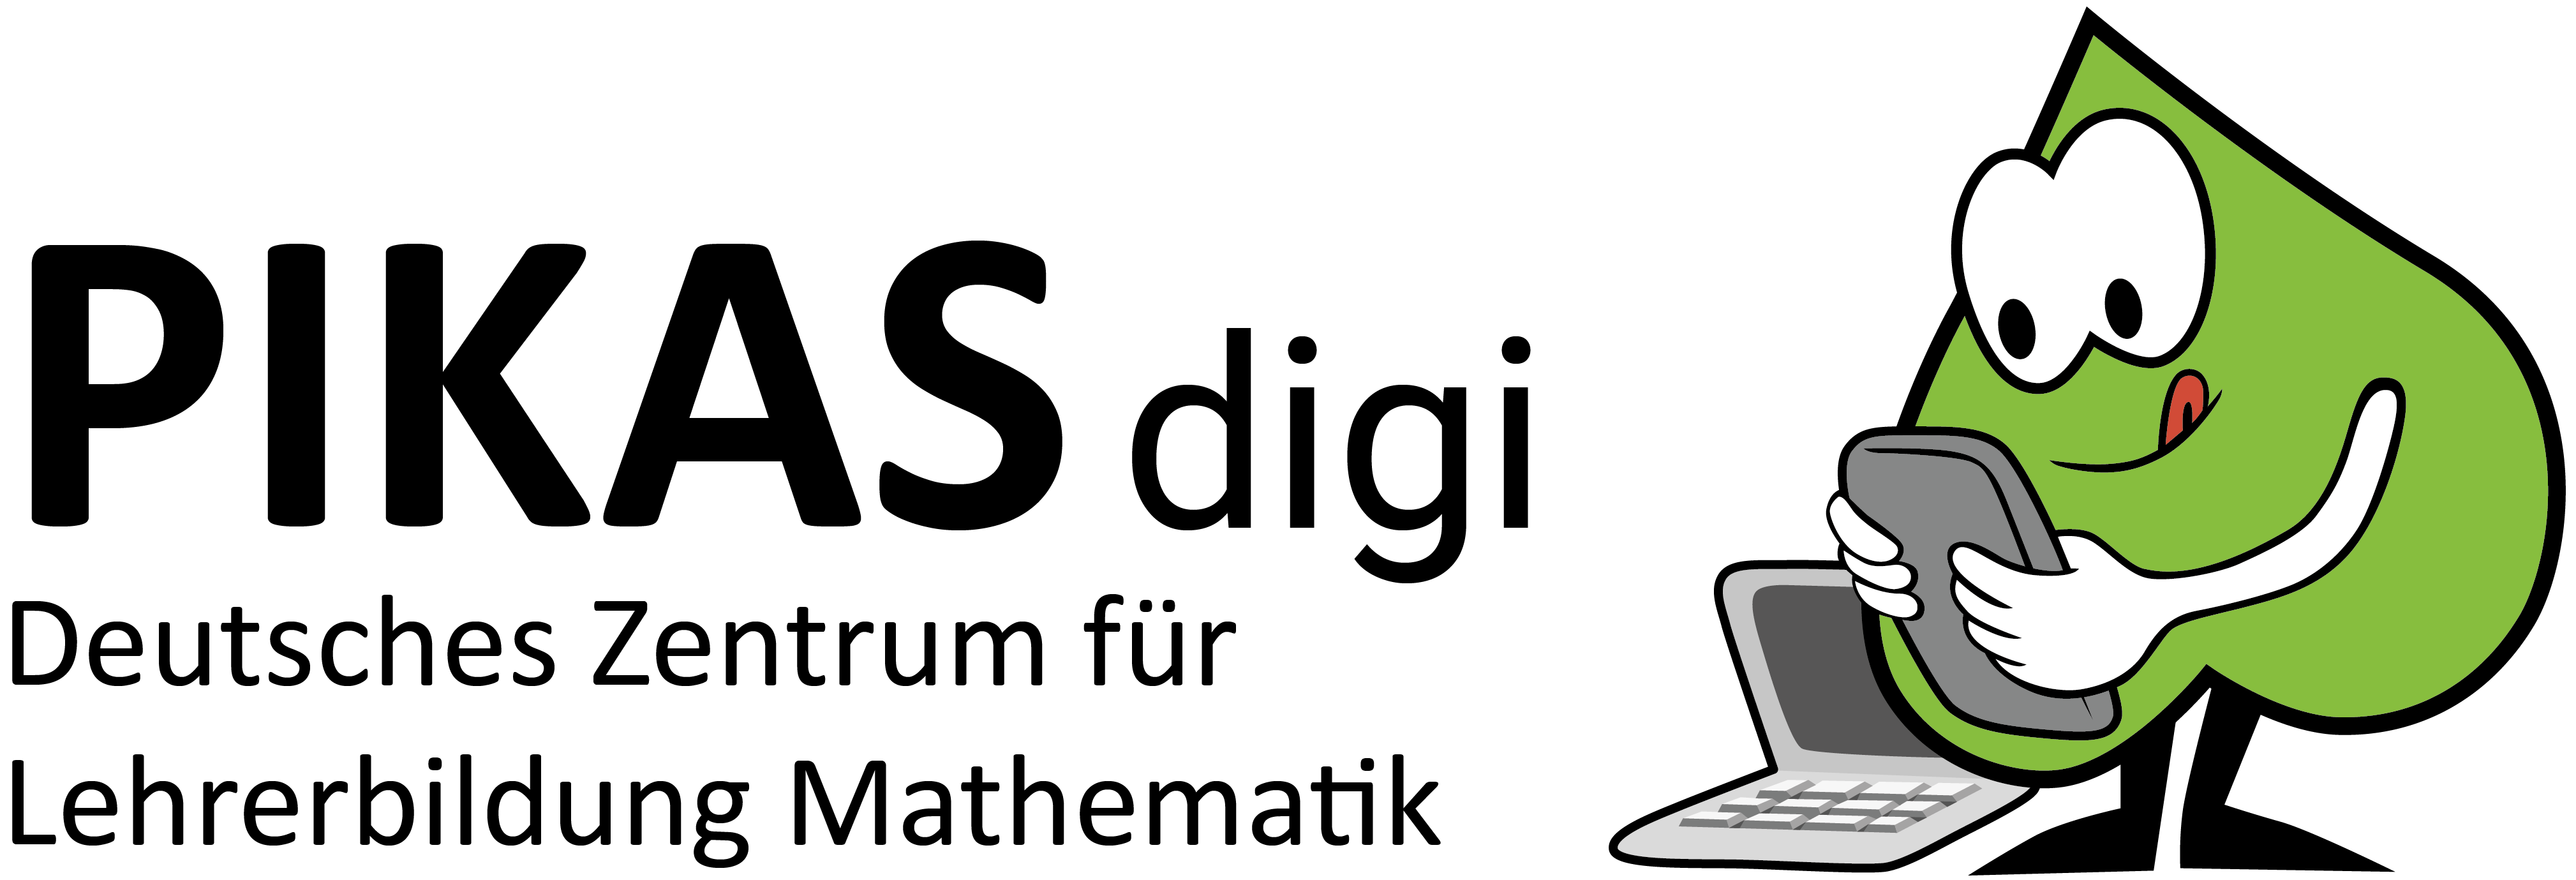 PIKAS digi
Deutsches Zentrum für
Lehrerbildung Mathematik